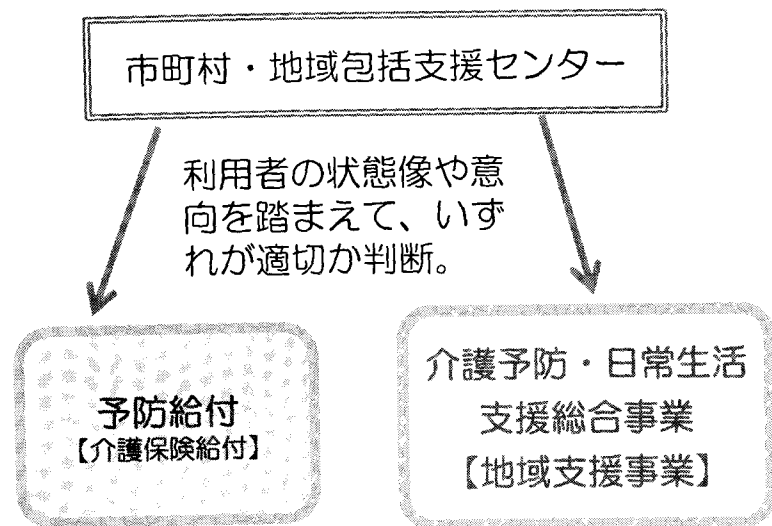 市町村・地域包括支援センター
利用者の状態像や意
向を踏まえて、いず
れが適切か判断。
予防給付
【介護保険給付】
介護予防・日常生活
支援総合事業
【地域支援事業】